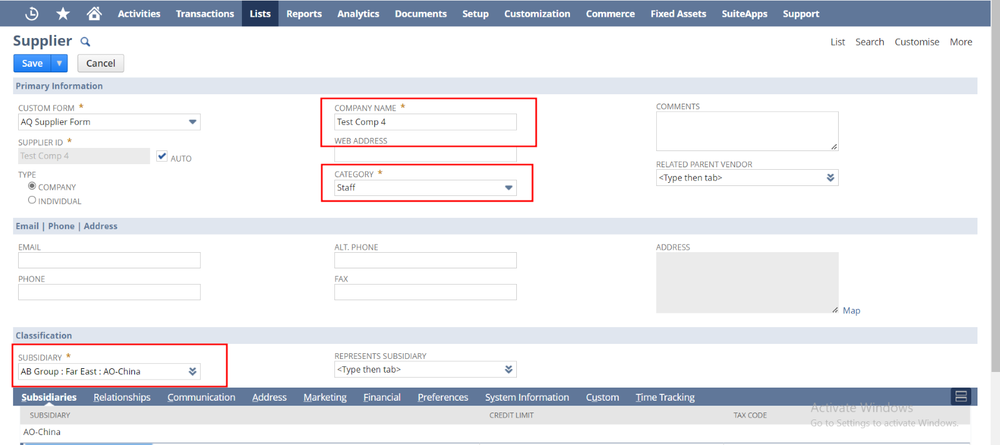 Activities Transactions Lists Reports Analytics Documents Setup Customization Commerce Fixed Assets SuiteApps Support
Supplier
List Search Customise More
Save Cancel
Primary Information
CUSTOM FORM *
AQ Supplier Form
SUPPLIER ID *
Test Comp 4
AUTO
TYPE
COMPANY
INDIVIDUAL
COMPANY NAME *
Test Comp 4
WEB ADDRESS
CATEGORY *
Staff
COMMENTS
RELATED PARENT VENDOR
<Type then tab>
Email | Phone | Address
EMAIL
PHONE
ALT. PHONE
FAX
ADDRESS
Map
Classification
SUBSIDIARY *
AB Group : Far East : AO-China
REPRESENTS SUBSIDIARY
<Type then tab>
Subsidiaries Relationships Communication Address Marketing Financial Preferences System Information Custom Time Tracking
SUBSIDIARY CREDIT LIMIT TAX CODE
AO-China
Activate Windows
Go to Settings to activate Windows.